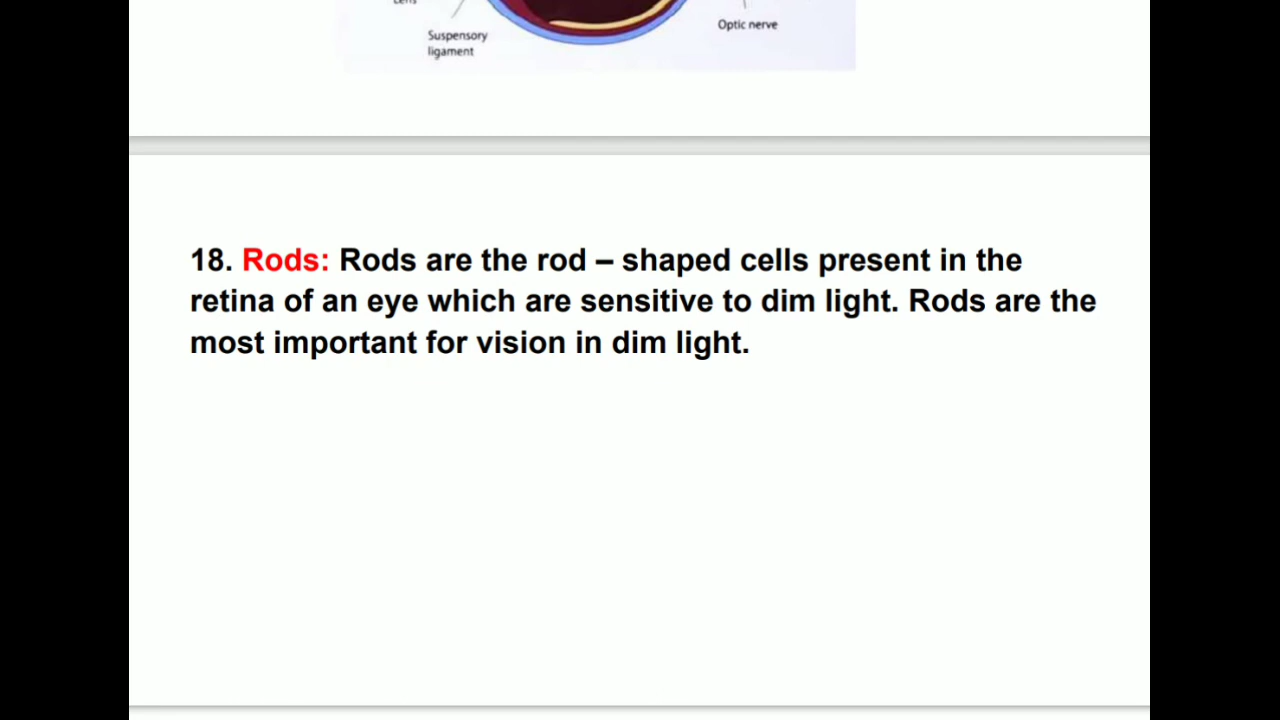 Lens
Suspensory
ligament
Optic nerve
18. Rods: Rods are the rod – shaped cells present in the
retina of an eye which are sensitive to dim light. Rods are the
most important for vision in dim light.